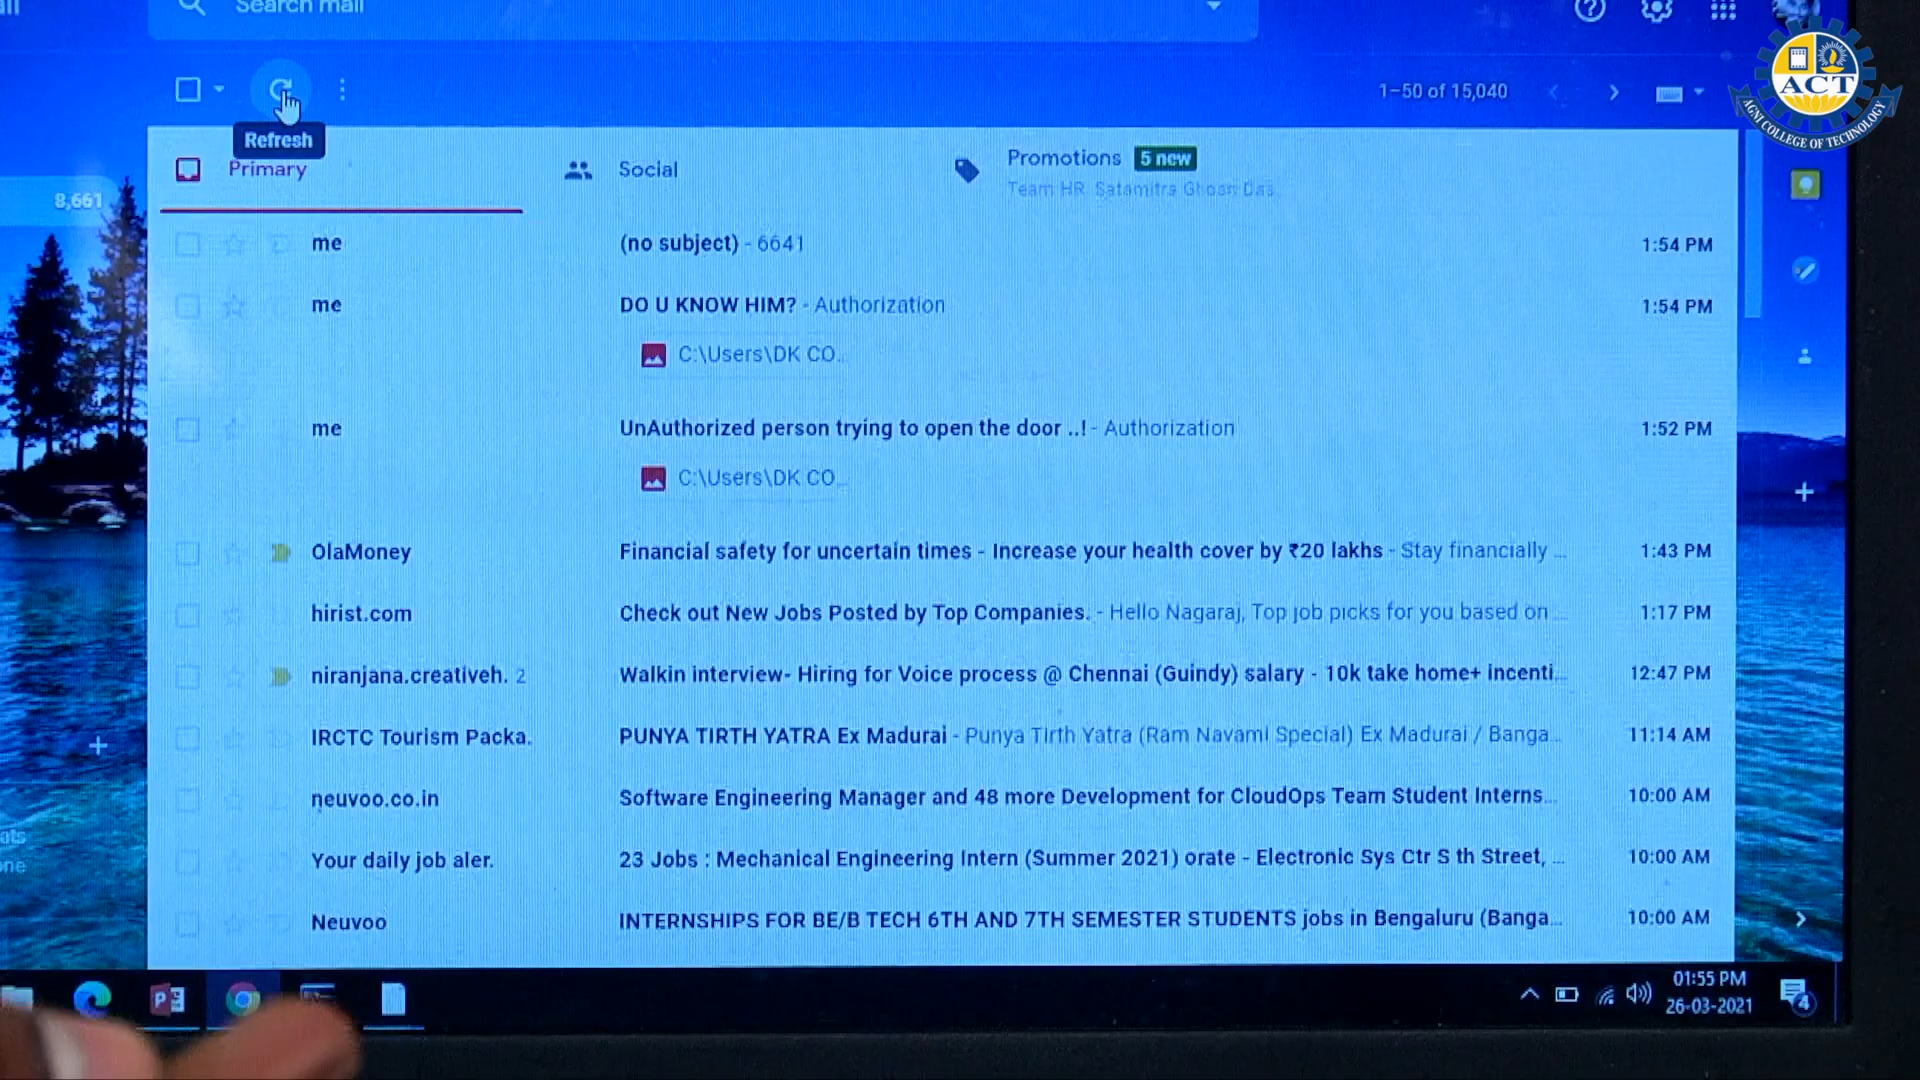 Search mail
1–50 of 15,040
ACT
AGNI COLLEGE OF TECHNOLOGY
Refresh
Primary
Social
Promotions 5 new
Team HR, Satamitra Ghosh Das
8,661
me (no subject) - 6641 1:54 PM
me DO U KNOW HIM? - Authorization 1:54 PM
C:\Users\DK CO...
me UnAuthorized person trying to open the door ..! - Authorization 1:52 PM
C:\Users\DK CO...
OlaMoney Financial safety for uncertain times - Increase your health cover by ₹20 lakhs - Stay financially ... 1:43 PM
hirist.com Check out New Jobs Posted by Top Companies. - Hello Nagaraj, Top job picks for you based on ... 1:17 PM
niranjana.creativeh. 2 Walkin interview- Hiring for Voice process @ Chennai (Guindy) salary - 10k take home+ incenti... 12:47 PM
IRCTC Tourism Packa. PUNYA TIRTH YATRA Ex Madurai - Punya Tirth Yatra (Ram Navami Special) Ex Madurai / Banga... 11:14 AM
neuvoo.co.in Software Engineering Manager and 48 more Development for CloudOps Team Student Interns... 10:00 AM
Your daily job aler. 23 Jobs : Mechanical Engineering Intern (Summer 2021) orate - Electronic Sys Ctr S th Street, ... 10:00 AM
Neuvoo INTERNSHIPS FOR BE/B TECH 6TH AND 7TH SEMESTER STUDENTS jobs in Bengaluru (Banga... 10:00 AM
01:55 PM
26-03-2021
4